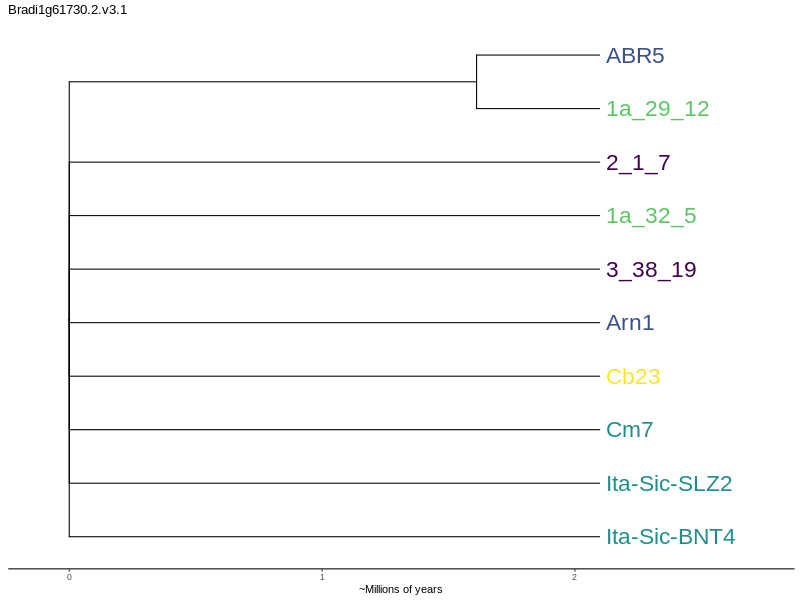 Bradi1g61730.2.v3.1
ABR5
1a_29_12
2_1_7
1a_32_5
3_38_19
Arn1
Cb23
Cm7
Ita-Sic-SLZ2
Ita-Sic-BNT4
0 1 2
~Millions of years